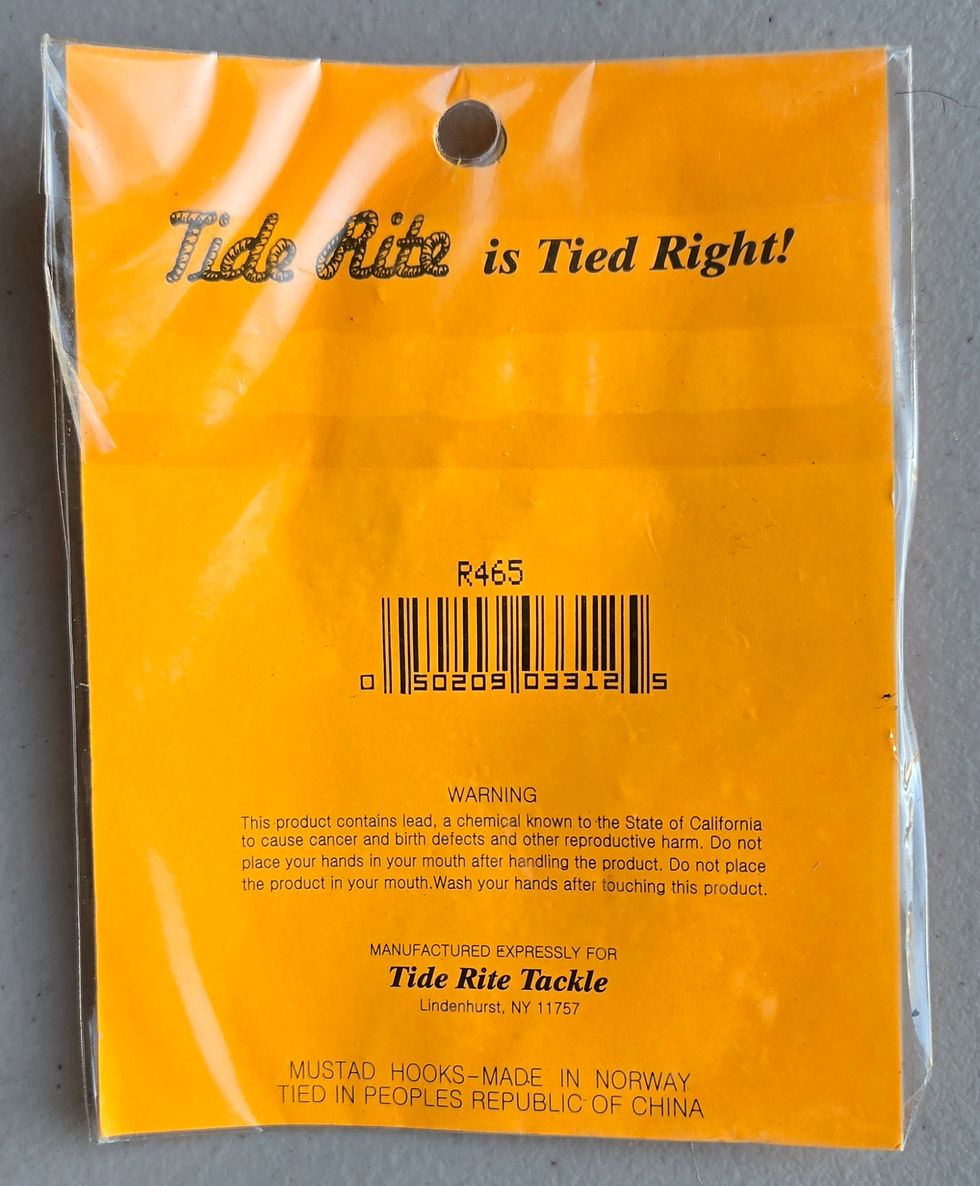 Tide Rite is Tied Right!
R465
0 50209 03312 5
WARNING
This product contains lead, a chemical known to the State of California
to cause cancer and birth defects and other reproductive harm. Do not
place your hands in your mouth after handling the product. Do not place
the product in your mouth.Wash your hands after touching this product.
MANUFACTURED EXPRESSLY FOR
Tide Rite Tackle
Lindenhurst, NY 11757
MUSTAD HOOKS-MADE IN NORWAY
TIED IN PEOPLES REPUBLIC OF CHINA